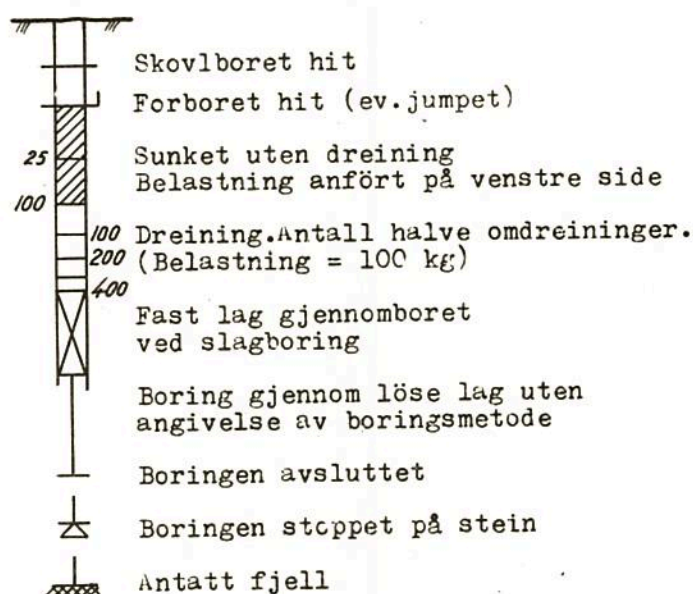 Skovlboret hit
Forboret hit (ev.jumpet)
25 Sunket uten dreining
Belastning anfört på venstre side
100
100 Dreining.Antall halve omdreininger.
200 (Belastning = 100 kg)
400
Fast lag gjennomboret
ved slagboring
Boring gjennom löse lag uten
angivelse av boringsmetode
Boringen avsluttet
Boringen stoppet på stein
Antatt fjell